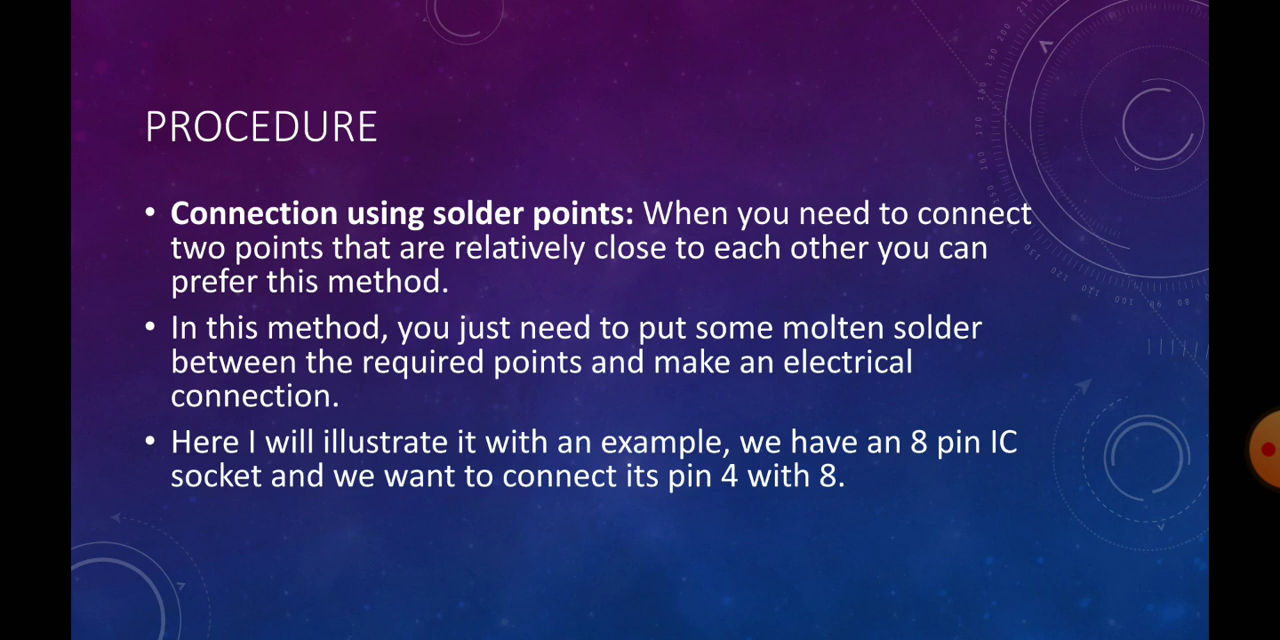 PROCEDURE
• Connection using solder points: When you need to connect
two points that are relatively close to each other you can
prefer this method.
• In this method, you just need to put some molten solder
between the required points and make an electrical
connection.
• Here I will illustrate it with an example, we have an 8 pin IC
socket and we want to connect its pin 4 with 8.